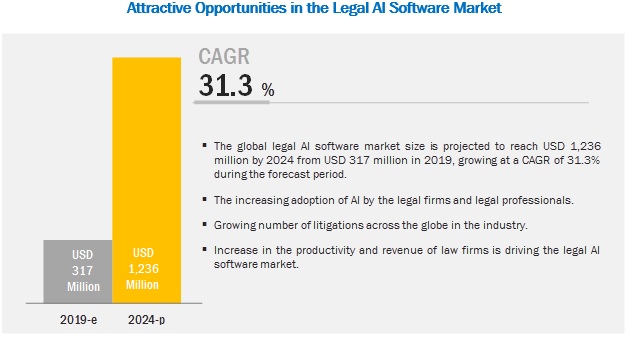 Attractive Opportunities in the Legal AI Software Market
CAGR
31.3 %
▪ The global legal AI software market size is projected to reach USD 1,236
million by 2024 from USD 317 million in 2019, growing at a CAGR of 31.3%
during the forecast period.
▪ The increasing adoption of AI by the legal firms and legal professionals.
▪ Growing number of litigations across the globe in the industry.
▪ Increase in the productivity and revenue of law firms is driving the legal AI
software market.
USD
317
Million
USD
1,236
Million
2019-e
2024-p